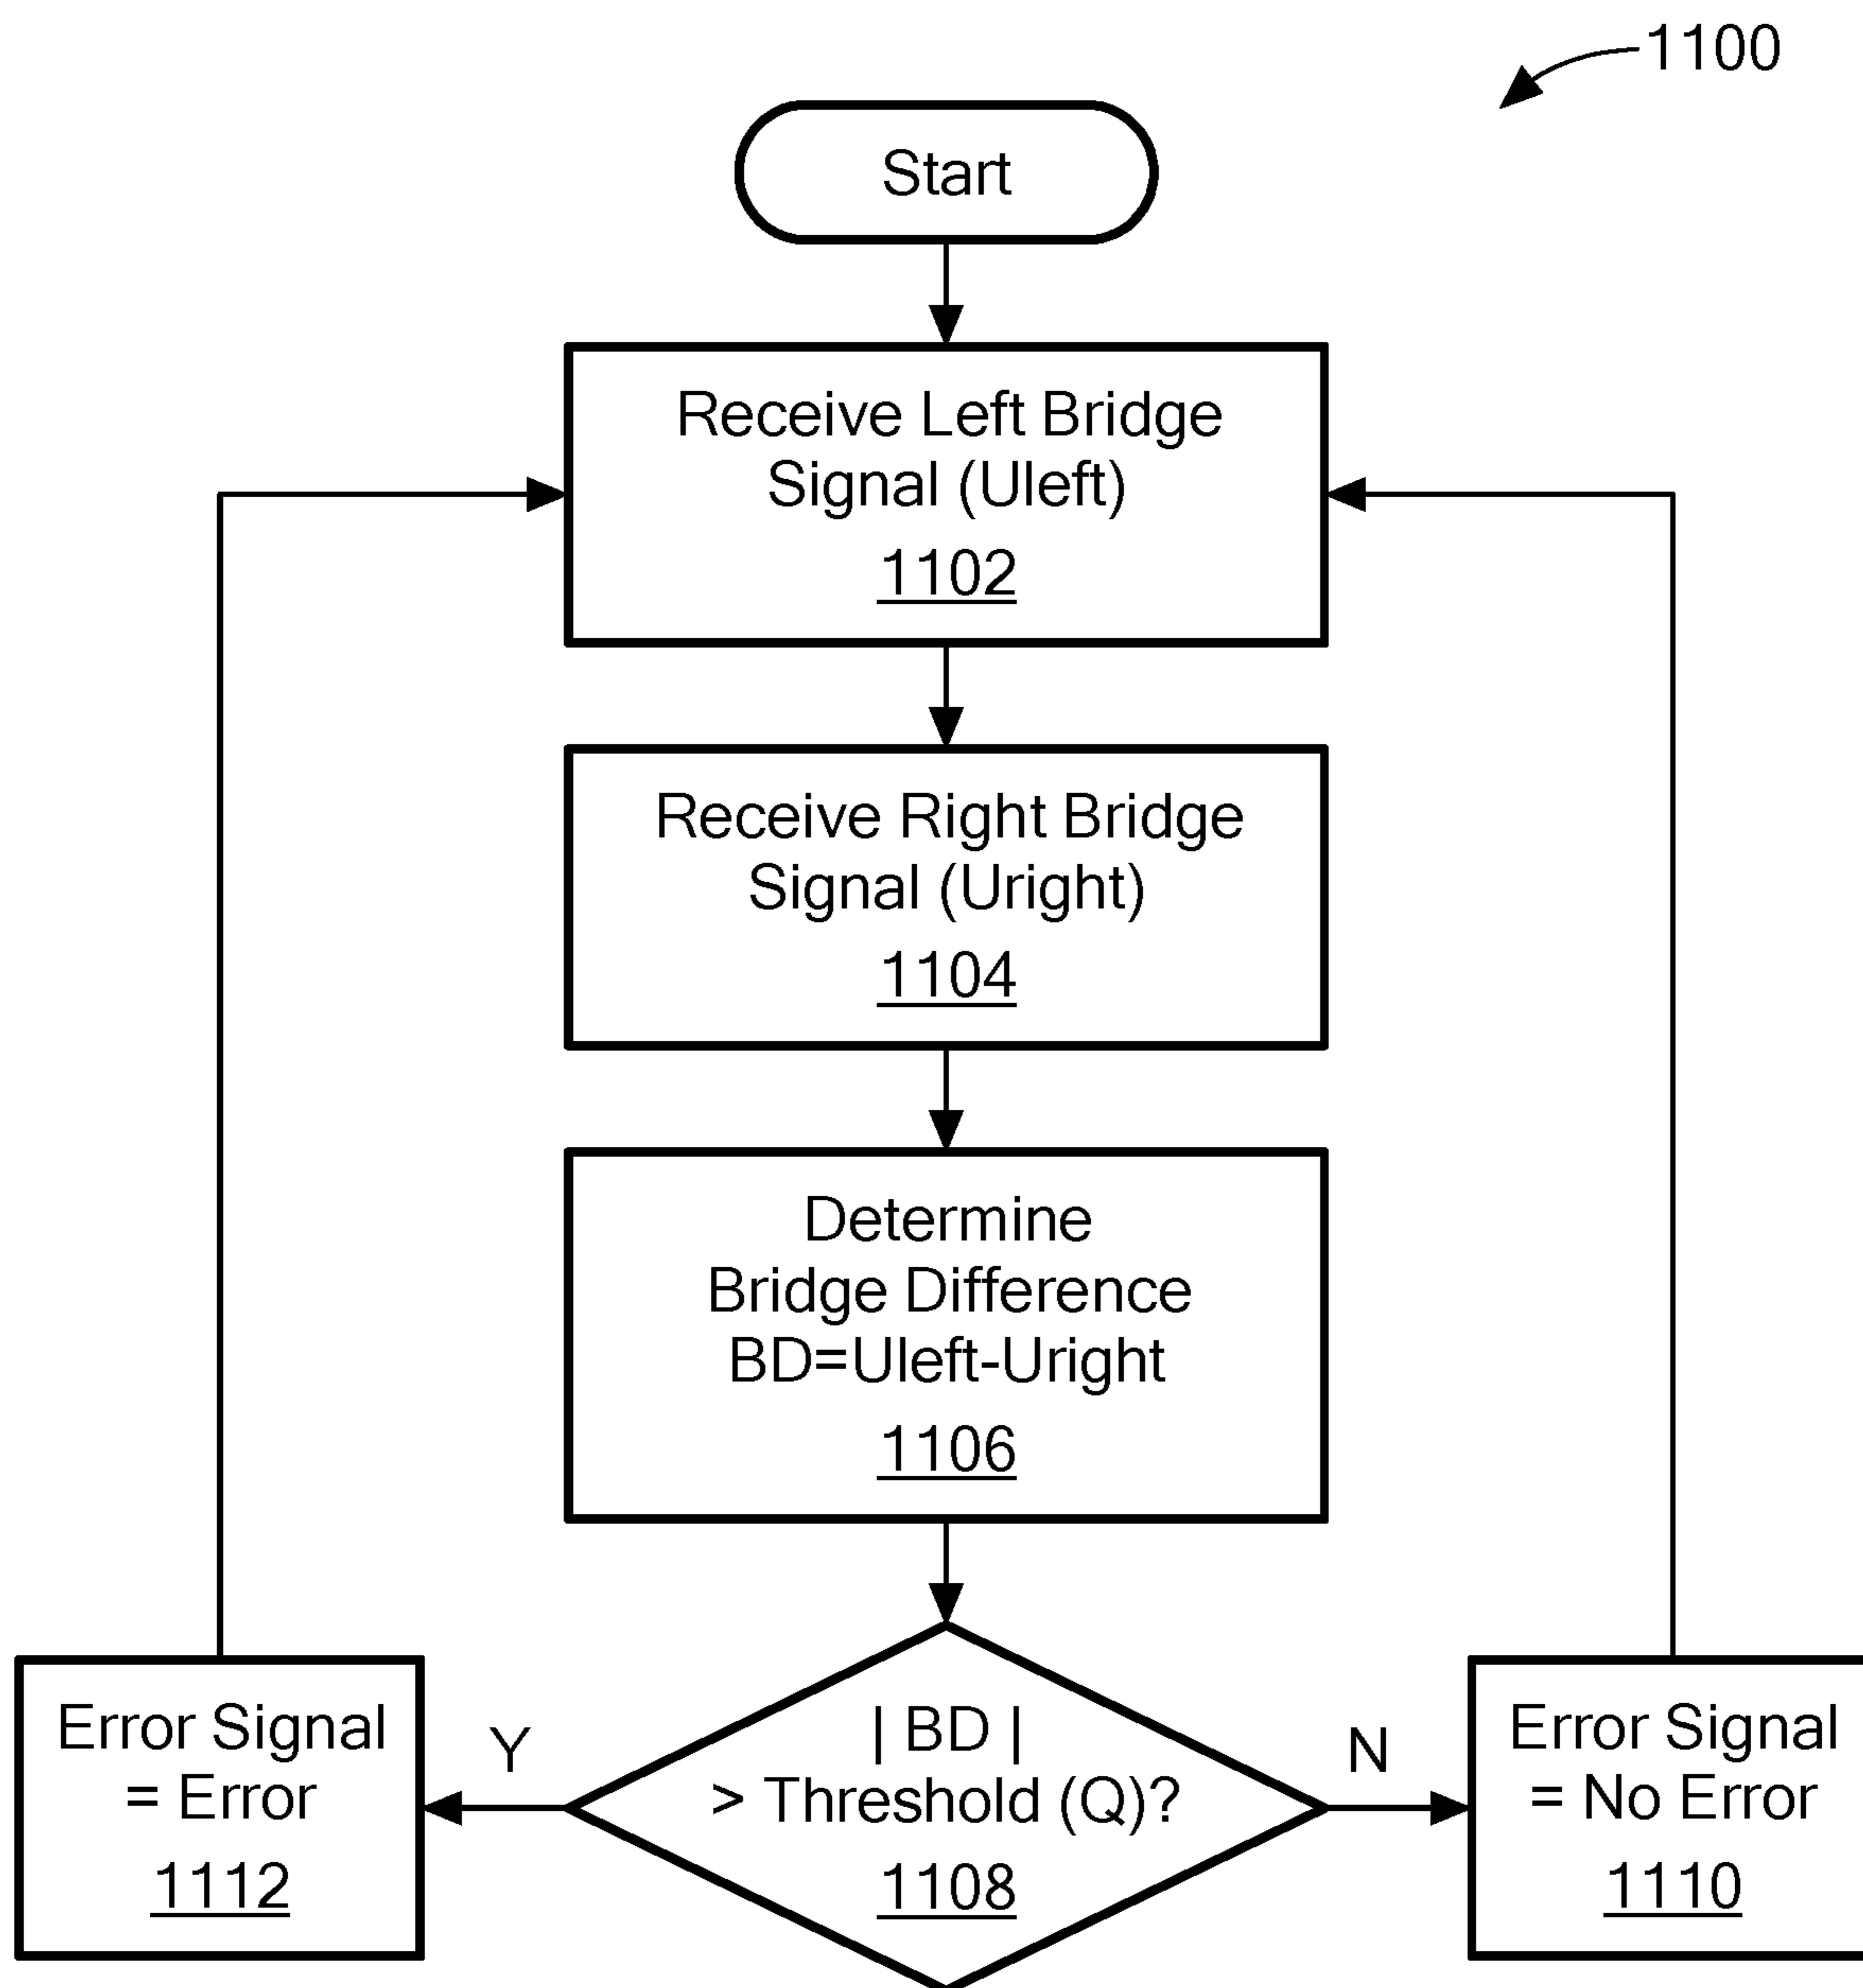 1100
Start
Receive Left Bridge
Signal (Uleft)
1102
Receive Right Bridge
Signal (Uright)
1104
Determine
Bridge Difference
BD=Uleft-Uright
1106
| BD |
> Threshold (Q)?
1108
Y
Error Signal
= Error
1112
N
Error Signal
= No Error
1110